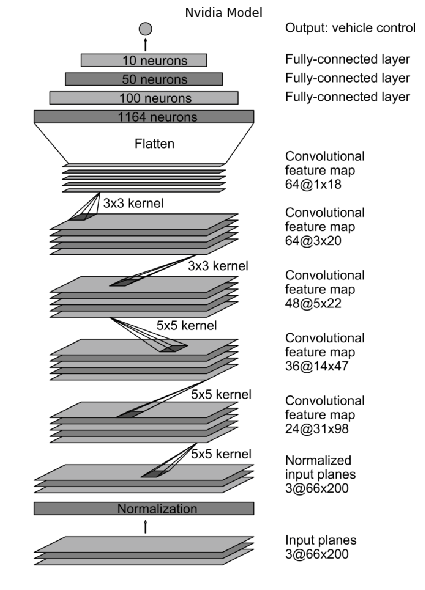 Nvidia Model
Output: vehicle control
10 neurons
Fully-connected layer
50 neurons
Fully-connected layer
100 neurons
Fully-connected layer
1164 neurons
Flatten
Convolutional
feature map
64@1x18
3x3 kernel
Convolutional
feature map
64@3x20
3x3 kernel
Convolutional
feature map
48@5x22
5x5 kernel
Convolutional
feature map
36@14x47
5x5 kernel
Convolutional
feature map
24@31x98
5x5 kernel
Normalized
input planes
3@66x200
Normalization
Input planes
3@66x200